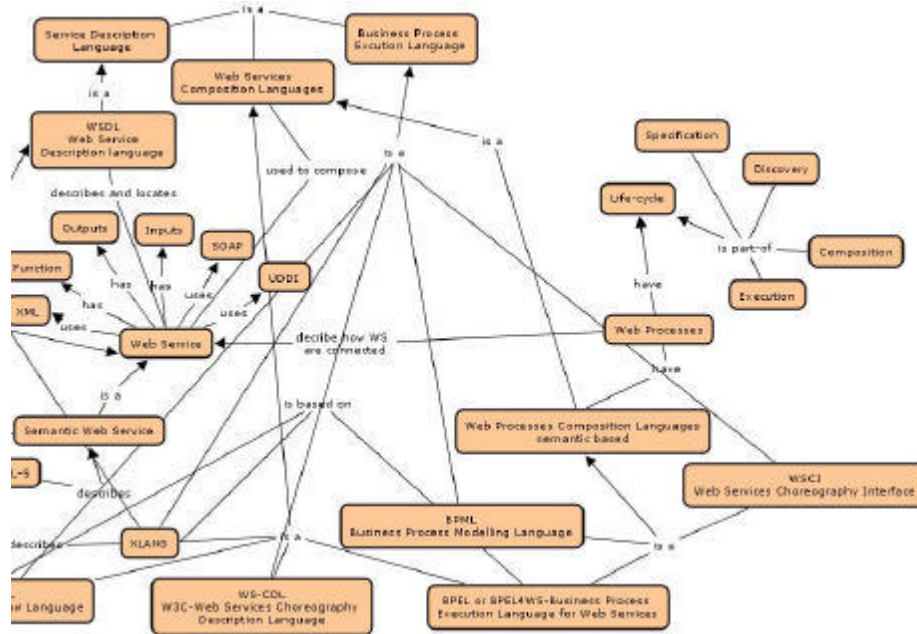 is a
Service Description
Language
Business Process
Excution Language
Web Services
Composition Languages
is a
WSDL
Web Service
Description language
is a
is a
Specification
Discovery
used to compose
describes and locates
Life-cycle
Outputs
Inputs
SOAP
is part-of
Composition
Function
has
has
UDDI
has
uses
have
Execution
XML
uses
uses
Web Service
decribe how WS
are connected
Web Processes
have
is a
is based on
Semantic Web Service
Web Processes Composition Languages
semantic based
L-S
describes
WSCI
Web Services Choreography Interface
BPML
Business Process Modelling Language
describes
XLANG
is a
is a
w Language
WS-CDL
W3C-Web Services Choreography
Description Language
BPEL or BPEL4WS-Business Process
Execution Language for Web Services